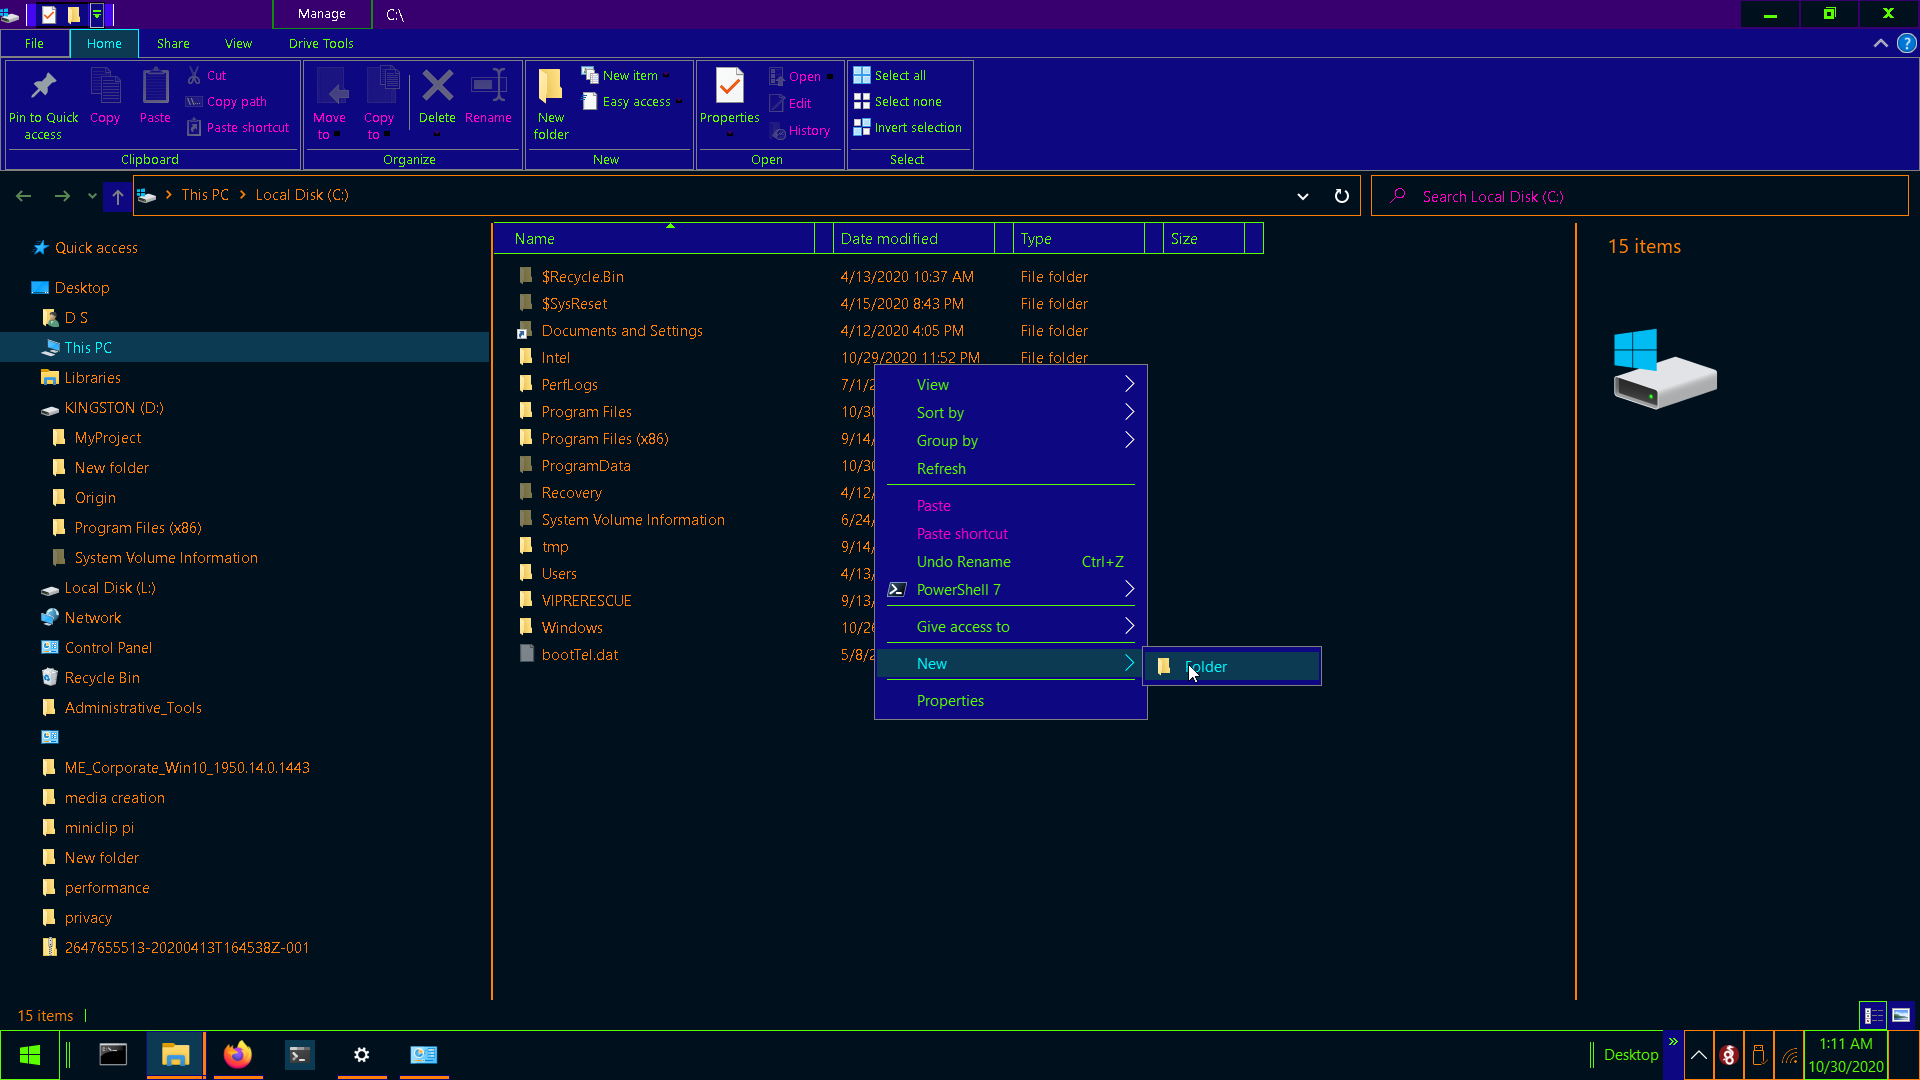 Manage
C:\
File
Home
Share
View
Drive Tools
Pin to Quick access
Copy
Paste
Cut
Copy path
Paste shortcut
Clipboard
Move to
Copy to
Delete
Rename
Organize
New folder
New item
Easy access
New
Properties
Open
Edit
History
Open
Select all
Select none
Invert selection
Select
This PC
Local Disk (C:)
Search Local Disk (C:)
Quick access
Desktop
D S
This PC
Libraries
KINGSTON (D:)
MyProject
New folder
Origin
Program Files (x86)
System Volume Information
Local Disk (L:)
Network
Control Panel
Recycle Bin
Administrative_Tools
ME_Corporate_Win10_1950.14.0.1443
media creation
miniclip pi
New folder
performance
privacy
2647655513-20200413T164538Z-001
Name Date modified Type Size
$Recycle.Bin 4/13/2020 10:37 AM File folder
$SysReset 4/15/2020 8:43 PM File folder
Documents and Settings 4/12/2020 4:05 PM File folder
Intel 10/29/2020 11:52 PM File folder
PerfLogs 7/1/2
Program Files 10/30
Program Files (x86) 9/14/
ProgramData 10/30
Recovery 4/12/
System Volume Information 6/24/
tmp 9/14/
Users 4/13/
VIPRERESCUE 9/13/
Windows 10/26
bootTel.dat 5/8/2
View
Sort by
Group by
Refresh
Paste
Paste shortcut
Undo Rename Ctrl+Z
PowerShell 7
Give access to
New
Properties
Folder
15 items
15 items
Desktop
1:11 AM
10/30/2020